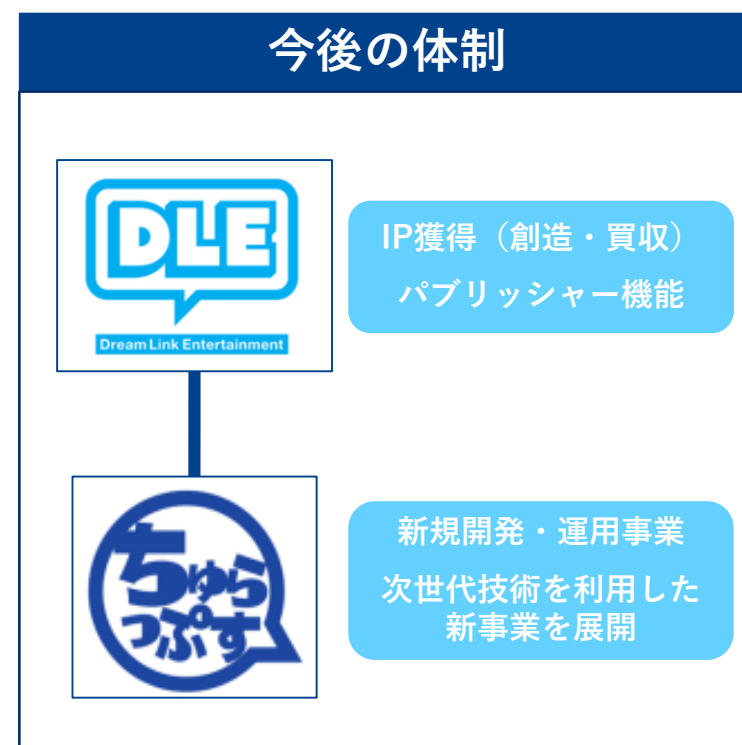 今後の体制
DLE
Dream Link Entertainment
IP獲得（創造・買収）
パブリッシャー機能
ちゅら
っぷす
新規開発・運用事業
次世代技術を利用した
新事業を展開